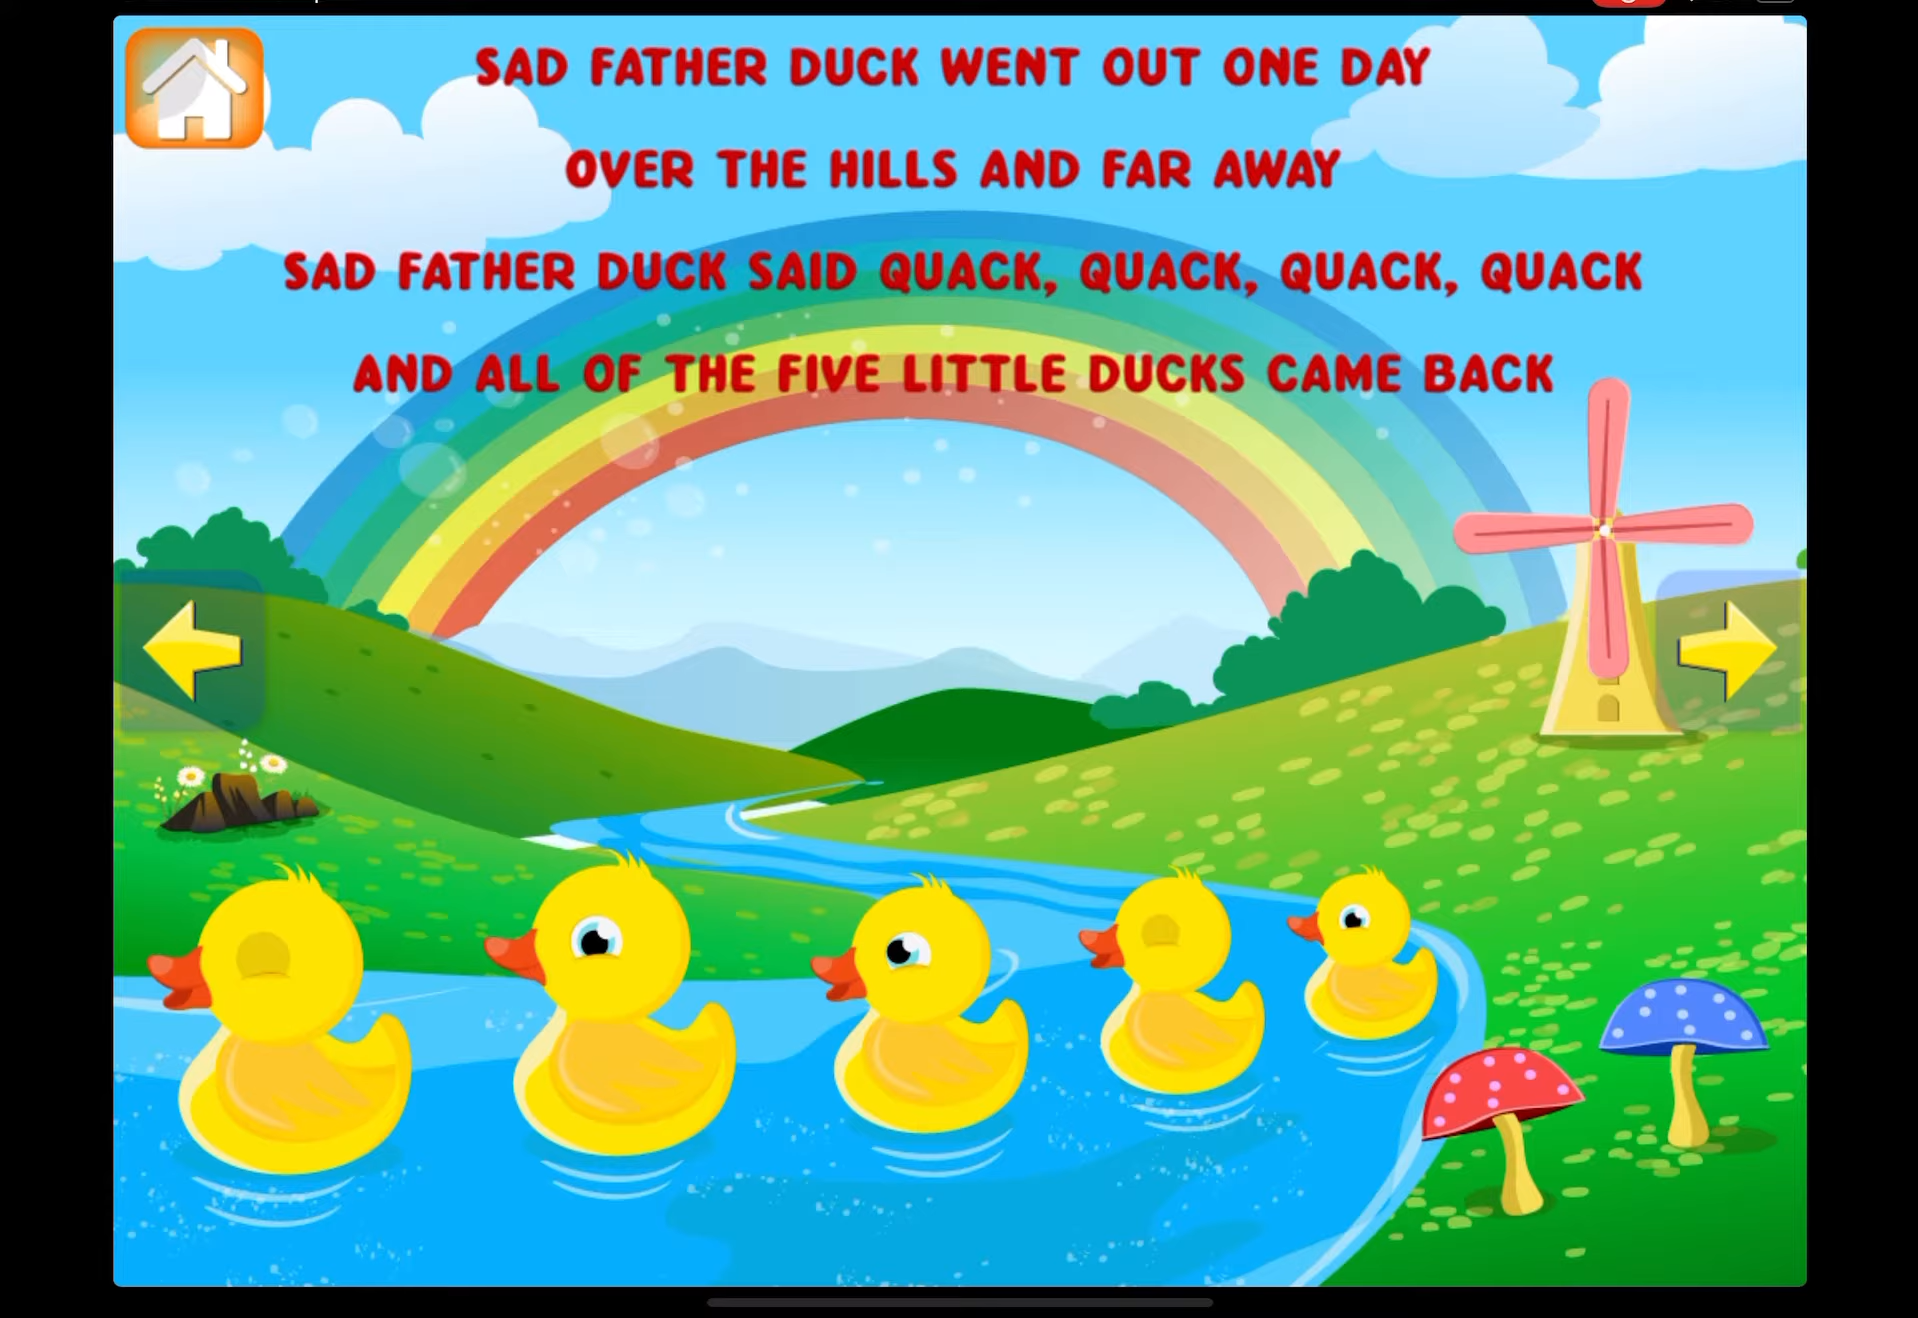 SAD FATHER DUCK WENT OUT ONE DAY
OVER THE HILLS AND FAR AWAY
SAD FATHER DUCK SAID QUACK, QUACK, QUACK, QUACK
AND ALL OF THE FIVE LITTLE DUCKS CAME BACK